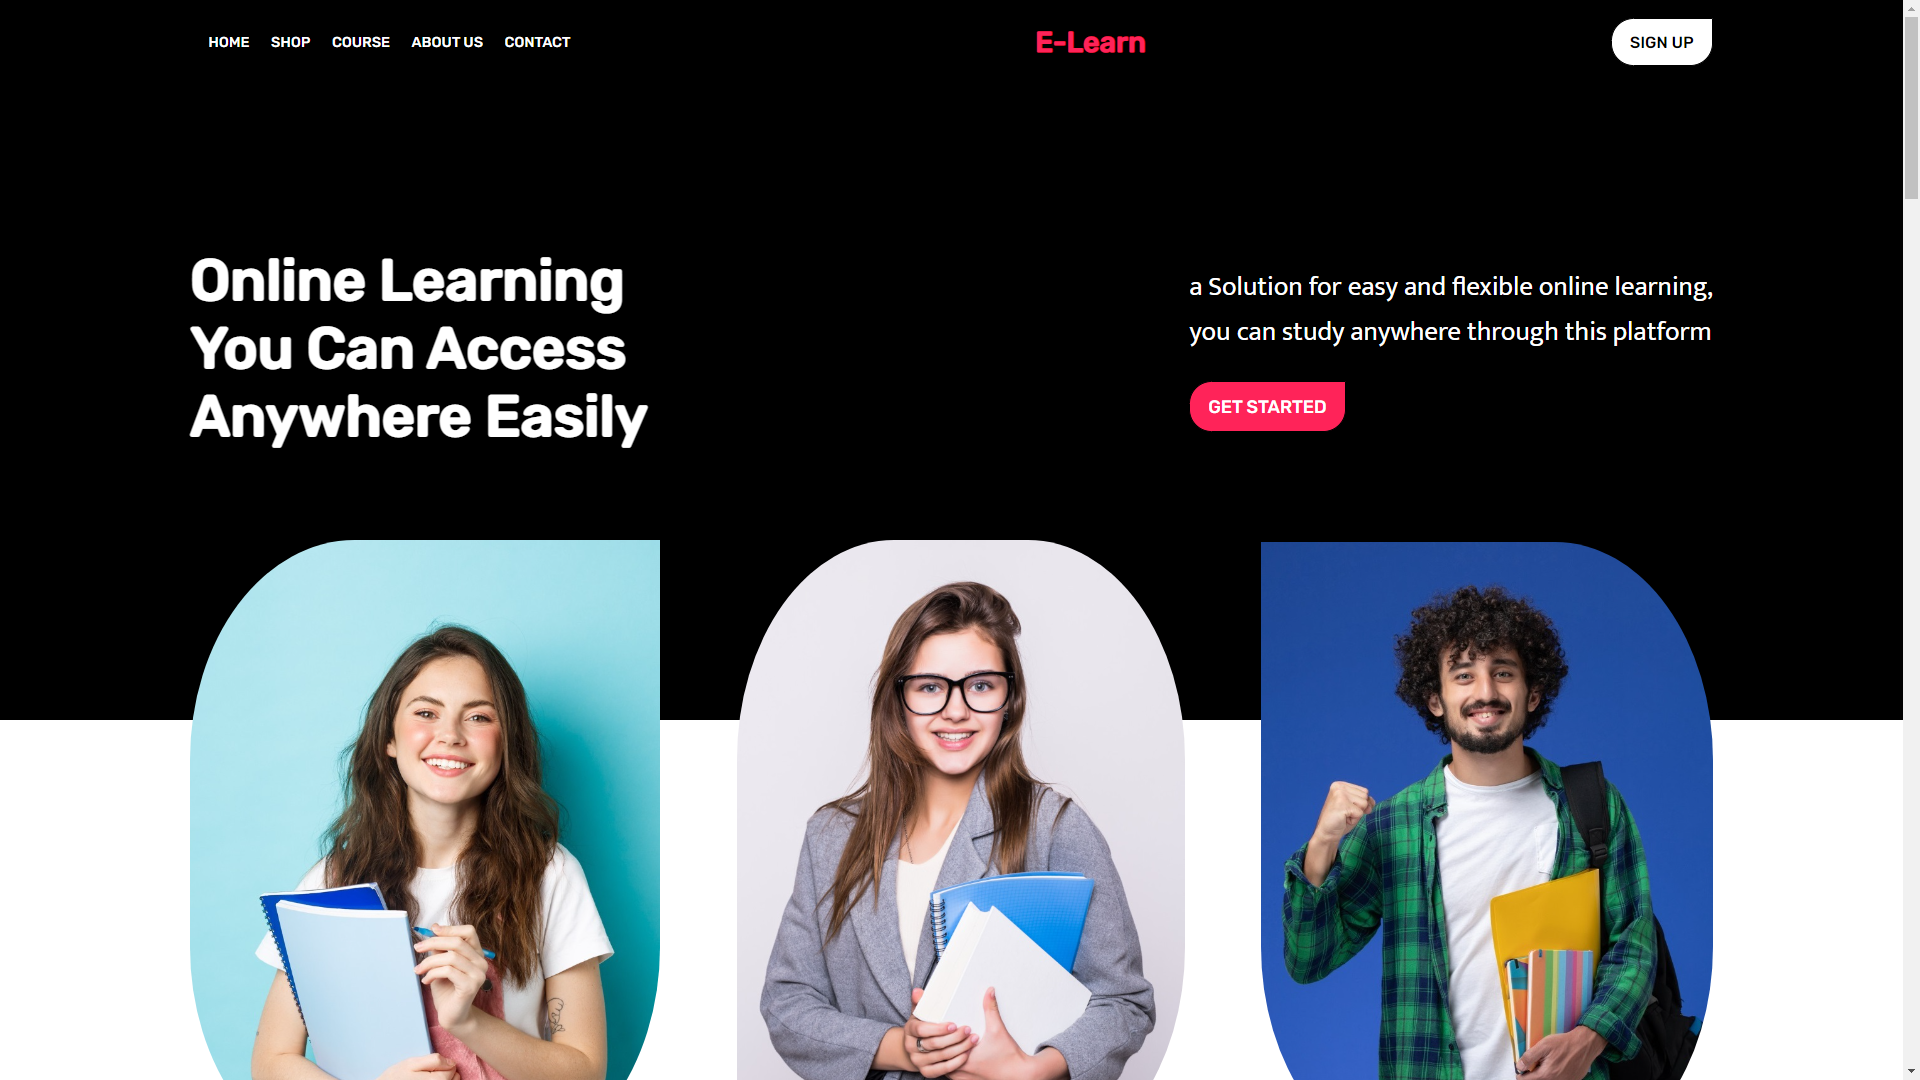 HOME SHOP COURSE ABOUT US CONTACT
E-Learn
SIGN UP
Online Learning
You Can Access
Anywhere Easily
a Solution for easy and flexible online learning,
you can study anywhere through this platform
GET STARTED